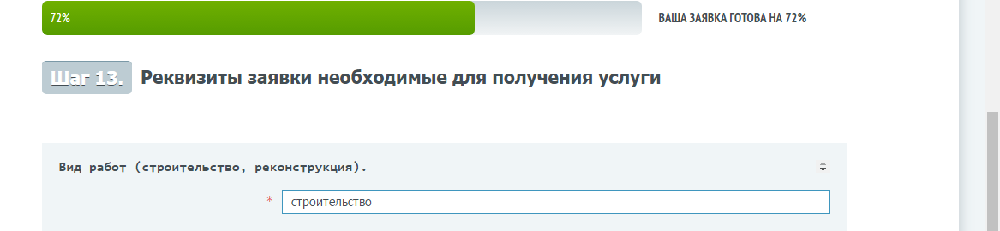 72%
ВАША ЗАЯВКА ГОТОВА НА 72%
Шаг 13. Реквизиты заявки необходимые для получения услуги
Вид работ (строительство, реконструкция).
* строительство